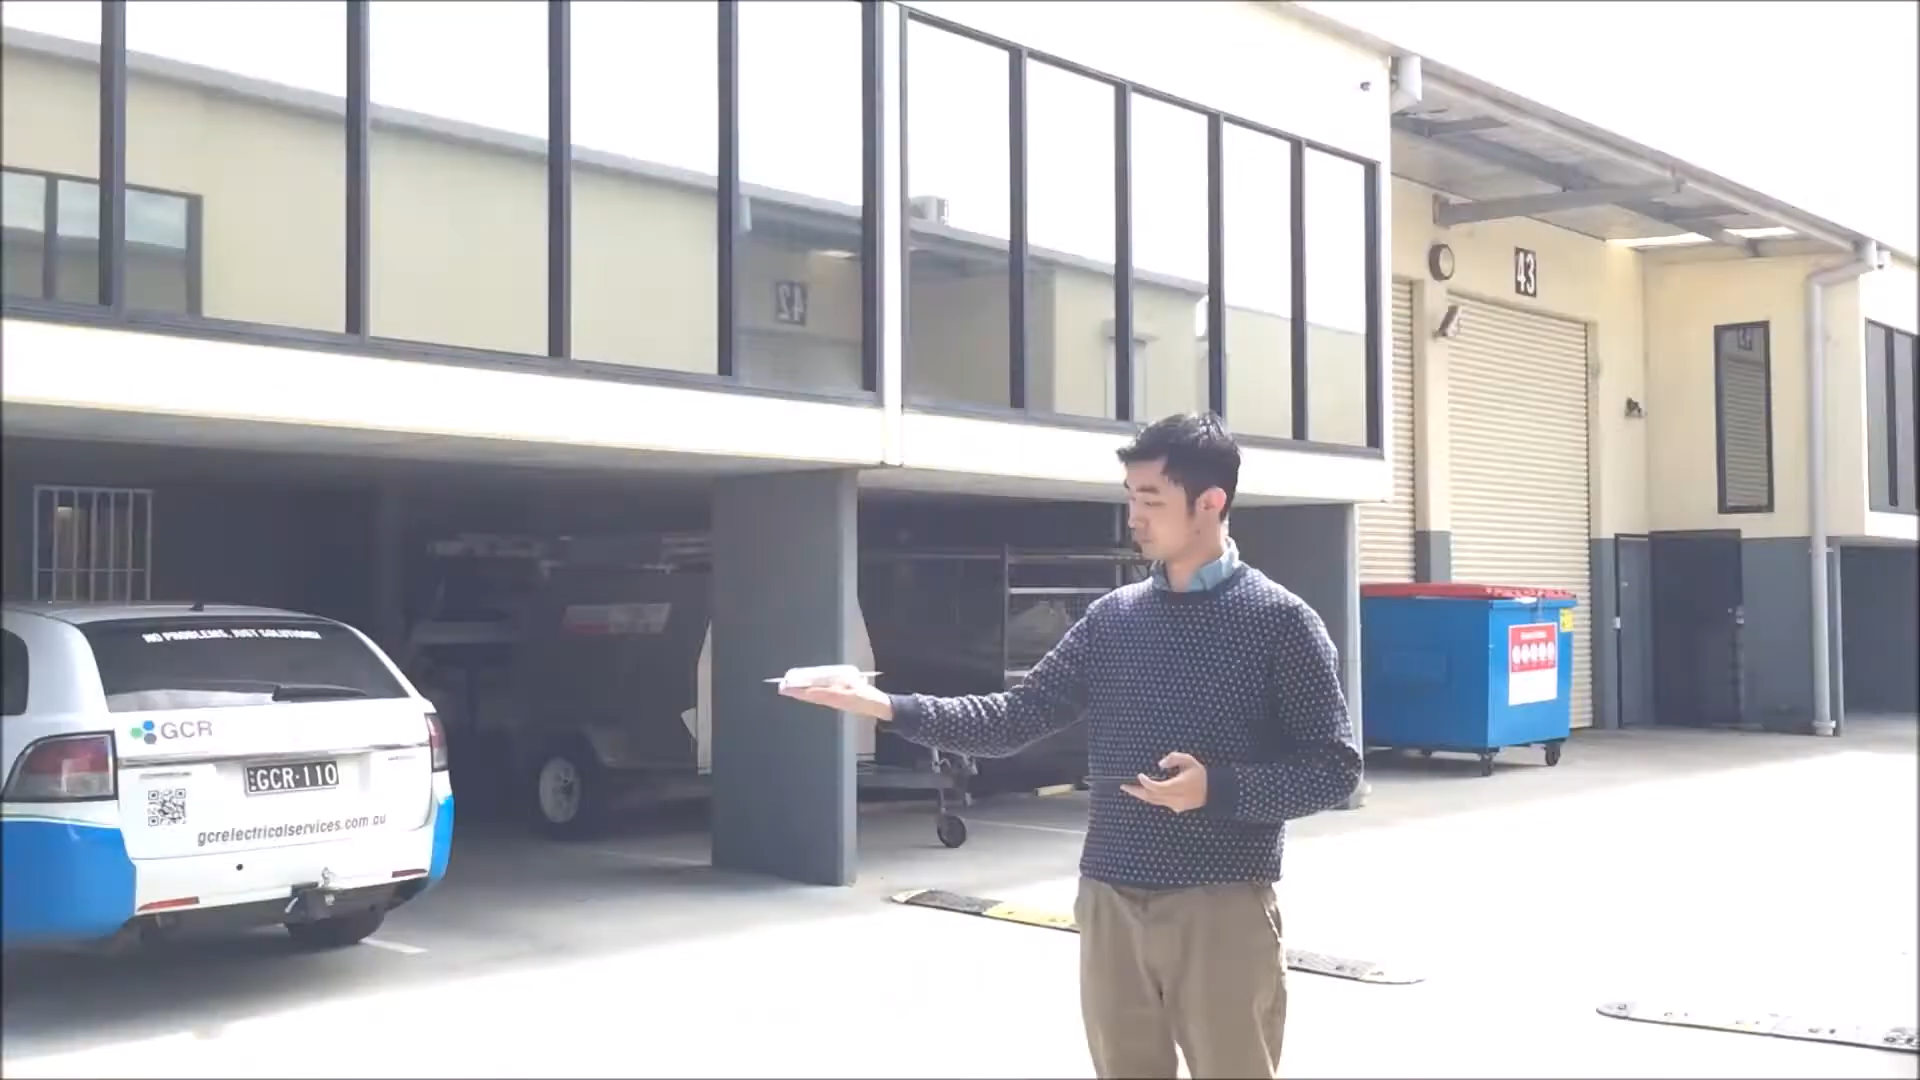 43
42
NO PROBLEMS, JUST SOLUTIONS!
GCR
GCR·110
gcrelectricalservices.com.au